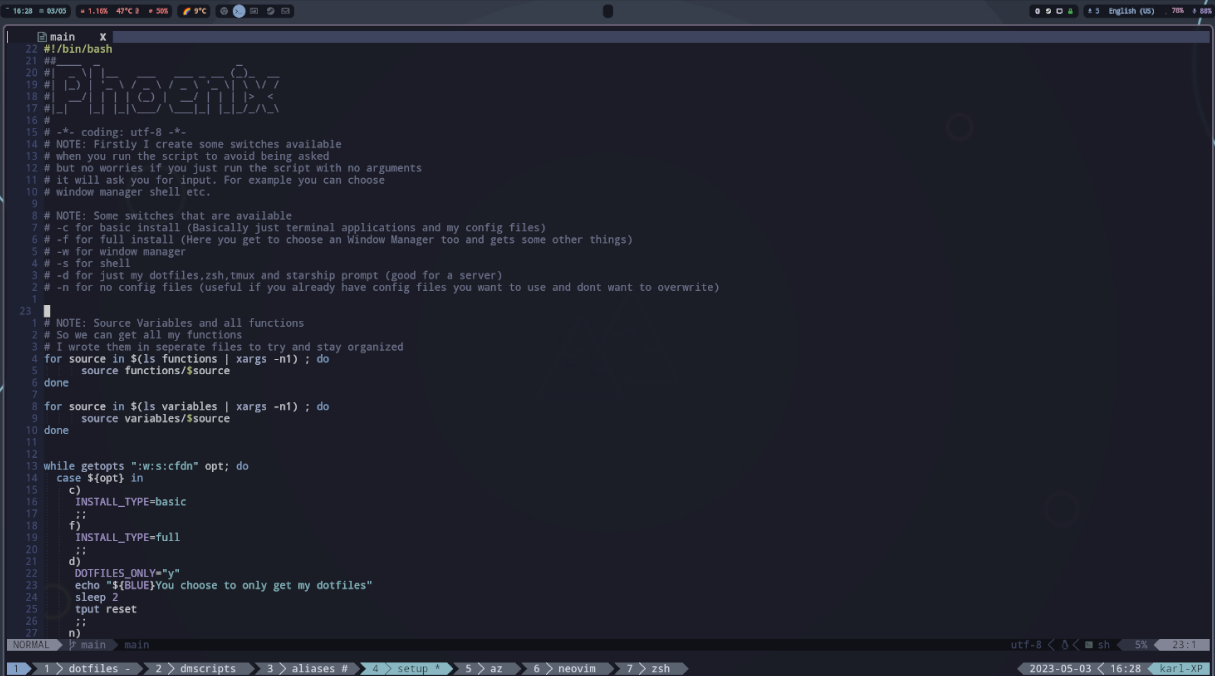 16:28 03/05 1.10% 47°C 50% 9°C 5 English (US) 78% 88%
main X
22 #!/bin/bash
21 ##____  _                      _
20 #|  _ \| |__   ___   ___ _ __ (_)_  __
19 #| |_) | '_ \ / _ \ / _ \ '_ \| \ \/ /
18 #|  __/| | | | (_) |  __/ | | | |>  <
17 #|_|   |_| |_|\___/ \___|_| |_|_/_/\_\
16 #
15 # -*- coding: utf-8 -*-
14 # NOTE: Firstly I create some switches available
13 # when you run the script to avoid being asked
12 # but no worries if you just run the script with no arguments
11 # it will ask you for input. For example you can choose
10 # window manager shell etc.
9
8 # NOTE: Some switches that are available
7 # -c for basic install (Basically just terminal applications and my config files)
6 # -f for full install (Here you get to choose an Window Manager too and gets some other things)
5 # -w for window manager
4 # -s for shell
3 # -d for just my dotfiles,zsh,tmux and starship prompt (good for a server)
2 # -n for no config files (useful if you already have config files you want to use and dont want to overwrite)
1
23
1 # NOTE: Source Variables and all functions
2 # So we can get all my functions
3 # I wrote them in seperate files to try and stay organized
4 for source in $(ls functions | xargs -n1) ; do
5       source functions/$source
6 done
7
8 for source in $(ls variables | xargs -n1) ; do
9       source variables/$source
10 done
11
12
13 while getopts ":w:s:cfdn" opt; do
14   case ${opt} in
15     c)
16      INSTALL_TYPE=basic
17      ;;
18     f)
19      INSTALL_TYPE=full
20      ;;
21     d)
22      DOTFILES_ONLY="y"
23      echo "${BLUE}You choose to only get my dotfiles"
24      sleep 2
25      tput reset
26      ;;
27     n)
NORMAL main main utf-8 sh 5% 23:1
1 1 dotfiles - 2 dmscripts 3 aliases # 4 setup * 5 az 6 neovim 7 zsh 2023-05-03 16:28 karl-XP